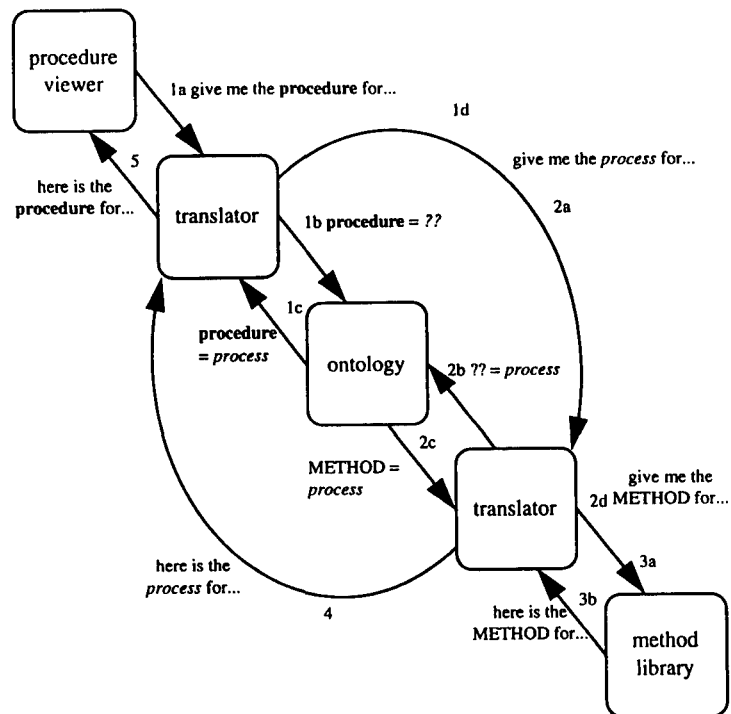 procedure
viewer
1a give me the procedure for...
1d
5
here is the
procedure for...
give me the process for...
2a
translator
1b procedure = ??
1c
procedure
= process
ontology
2b ?? = process
2c
METHOD =
process
translator
give me the
2d METHOD for...
here is the
process for...
4
3a
3b
here is the
METHOD for...
method
library